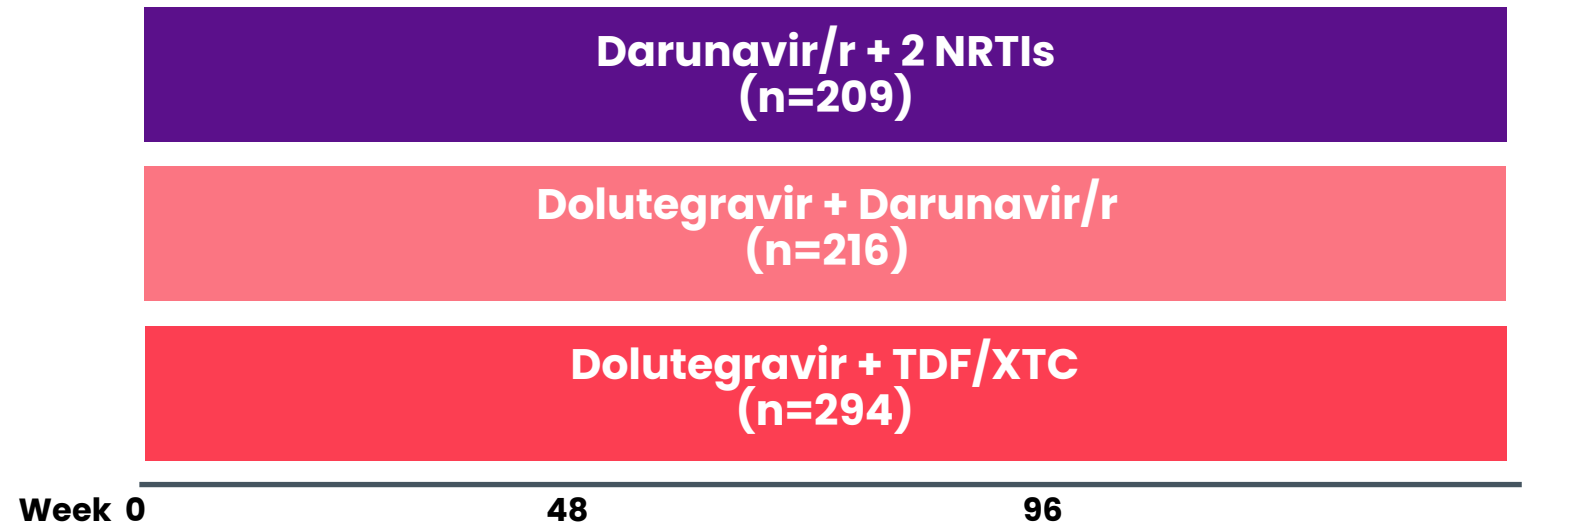 Darunavir/r + 2 NRTIs
(n=209)
Dolutegravir + Darunavir/r
(n=216)
Dolutegravir + TDF/XTC
(n=294)
Week 0 48 96